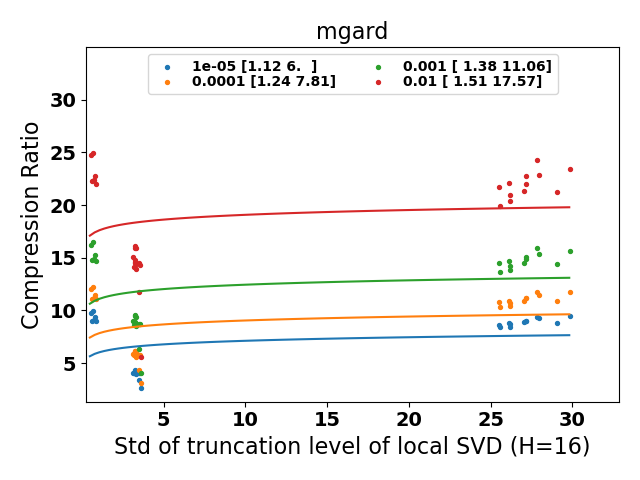 mgard
1e-05 [1.12 6.  ]
0.0001 [1.24 7.81]
0.001 [ 1.38 11.06]
0.01 [ 1.51 17.57]
Compression Ratio
30
25
20
15
10
5
5 10 15 20 25 30
Std of truncation level of local SVD (H=16)